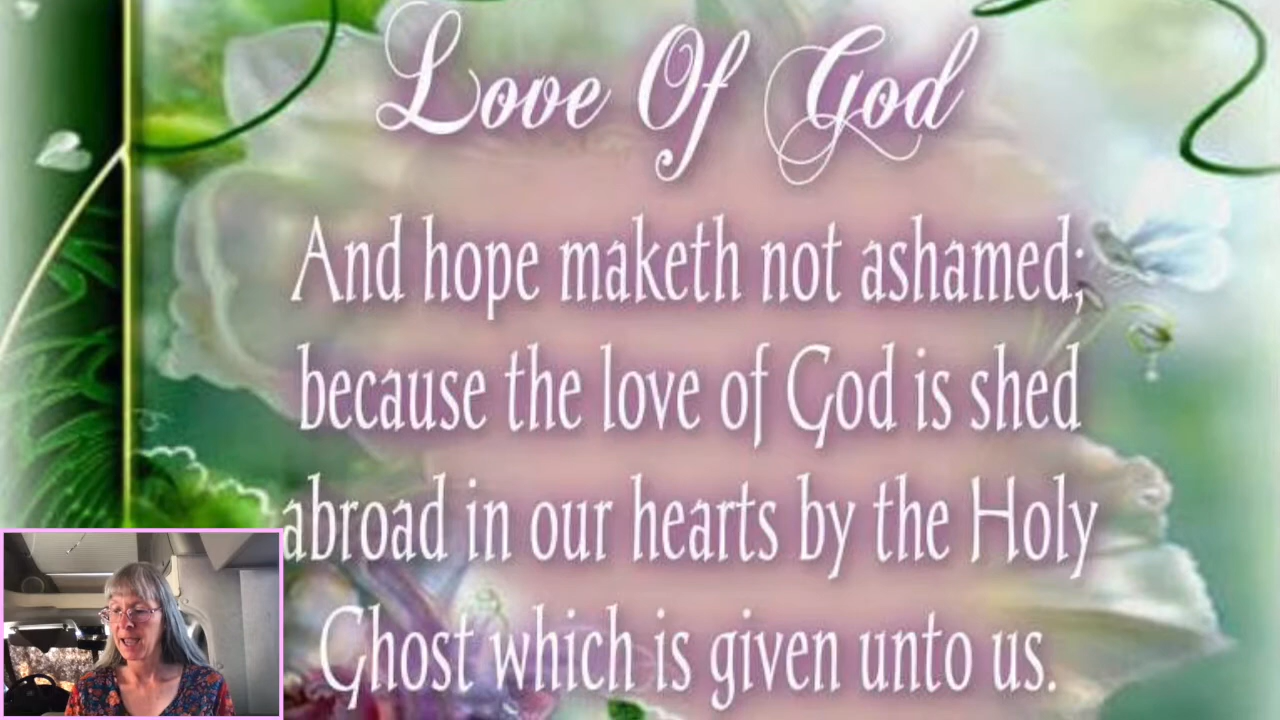 Love Of God
And hope maketh not ashamed;
because the love of God is shed
abroad in our hearts by the Holy
Ghost which is given unto us.